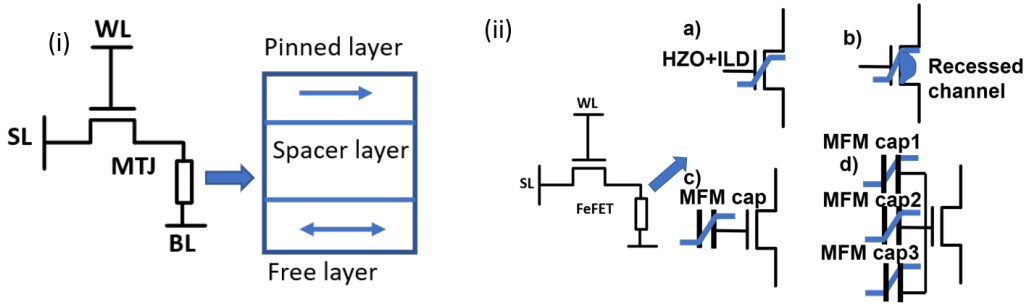 (i)
WL
SL
MTJ
BL
Pinned layer
Spacer layer
Free layer
(ii)
WL
SL
FeFET
a)
HZO+ILD
b)
Recessed
channel
c)
MFM cap
MFM cap1
d)
MFM cap2
MFM cap3